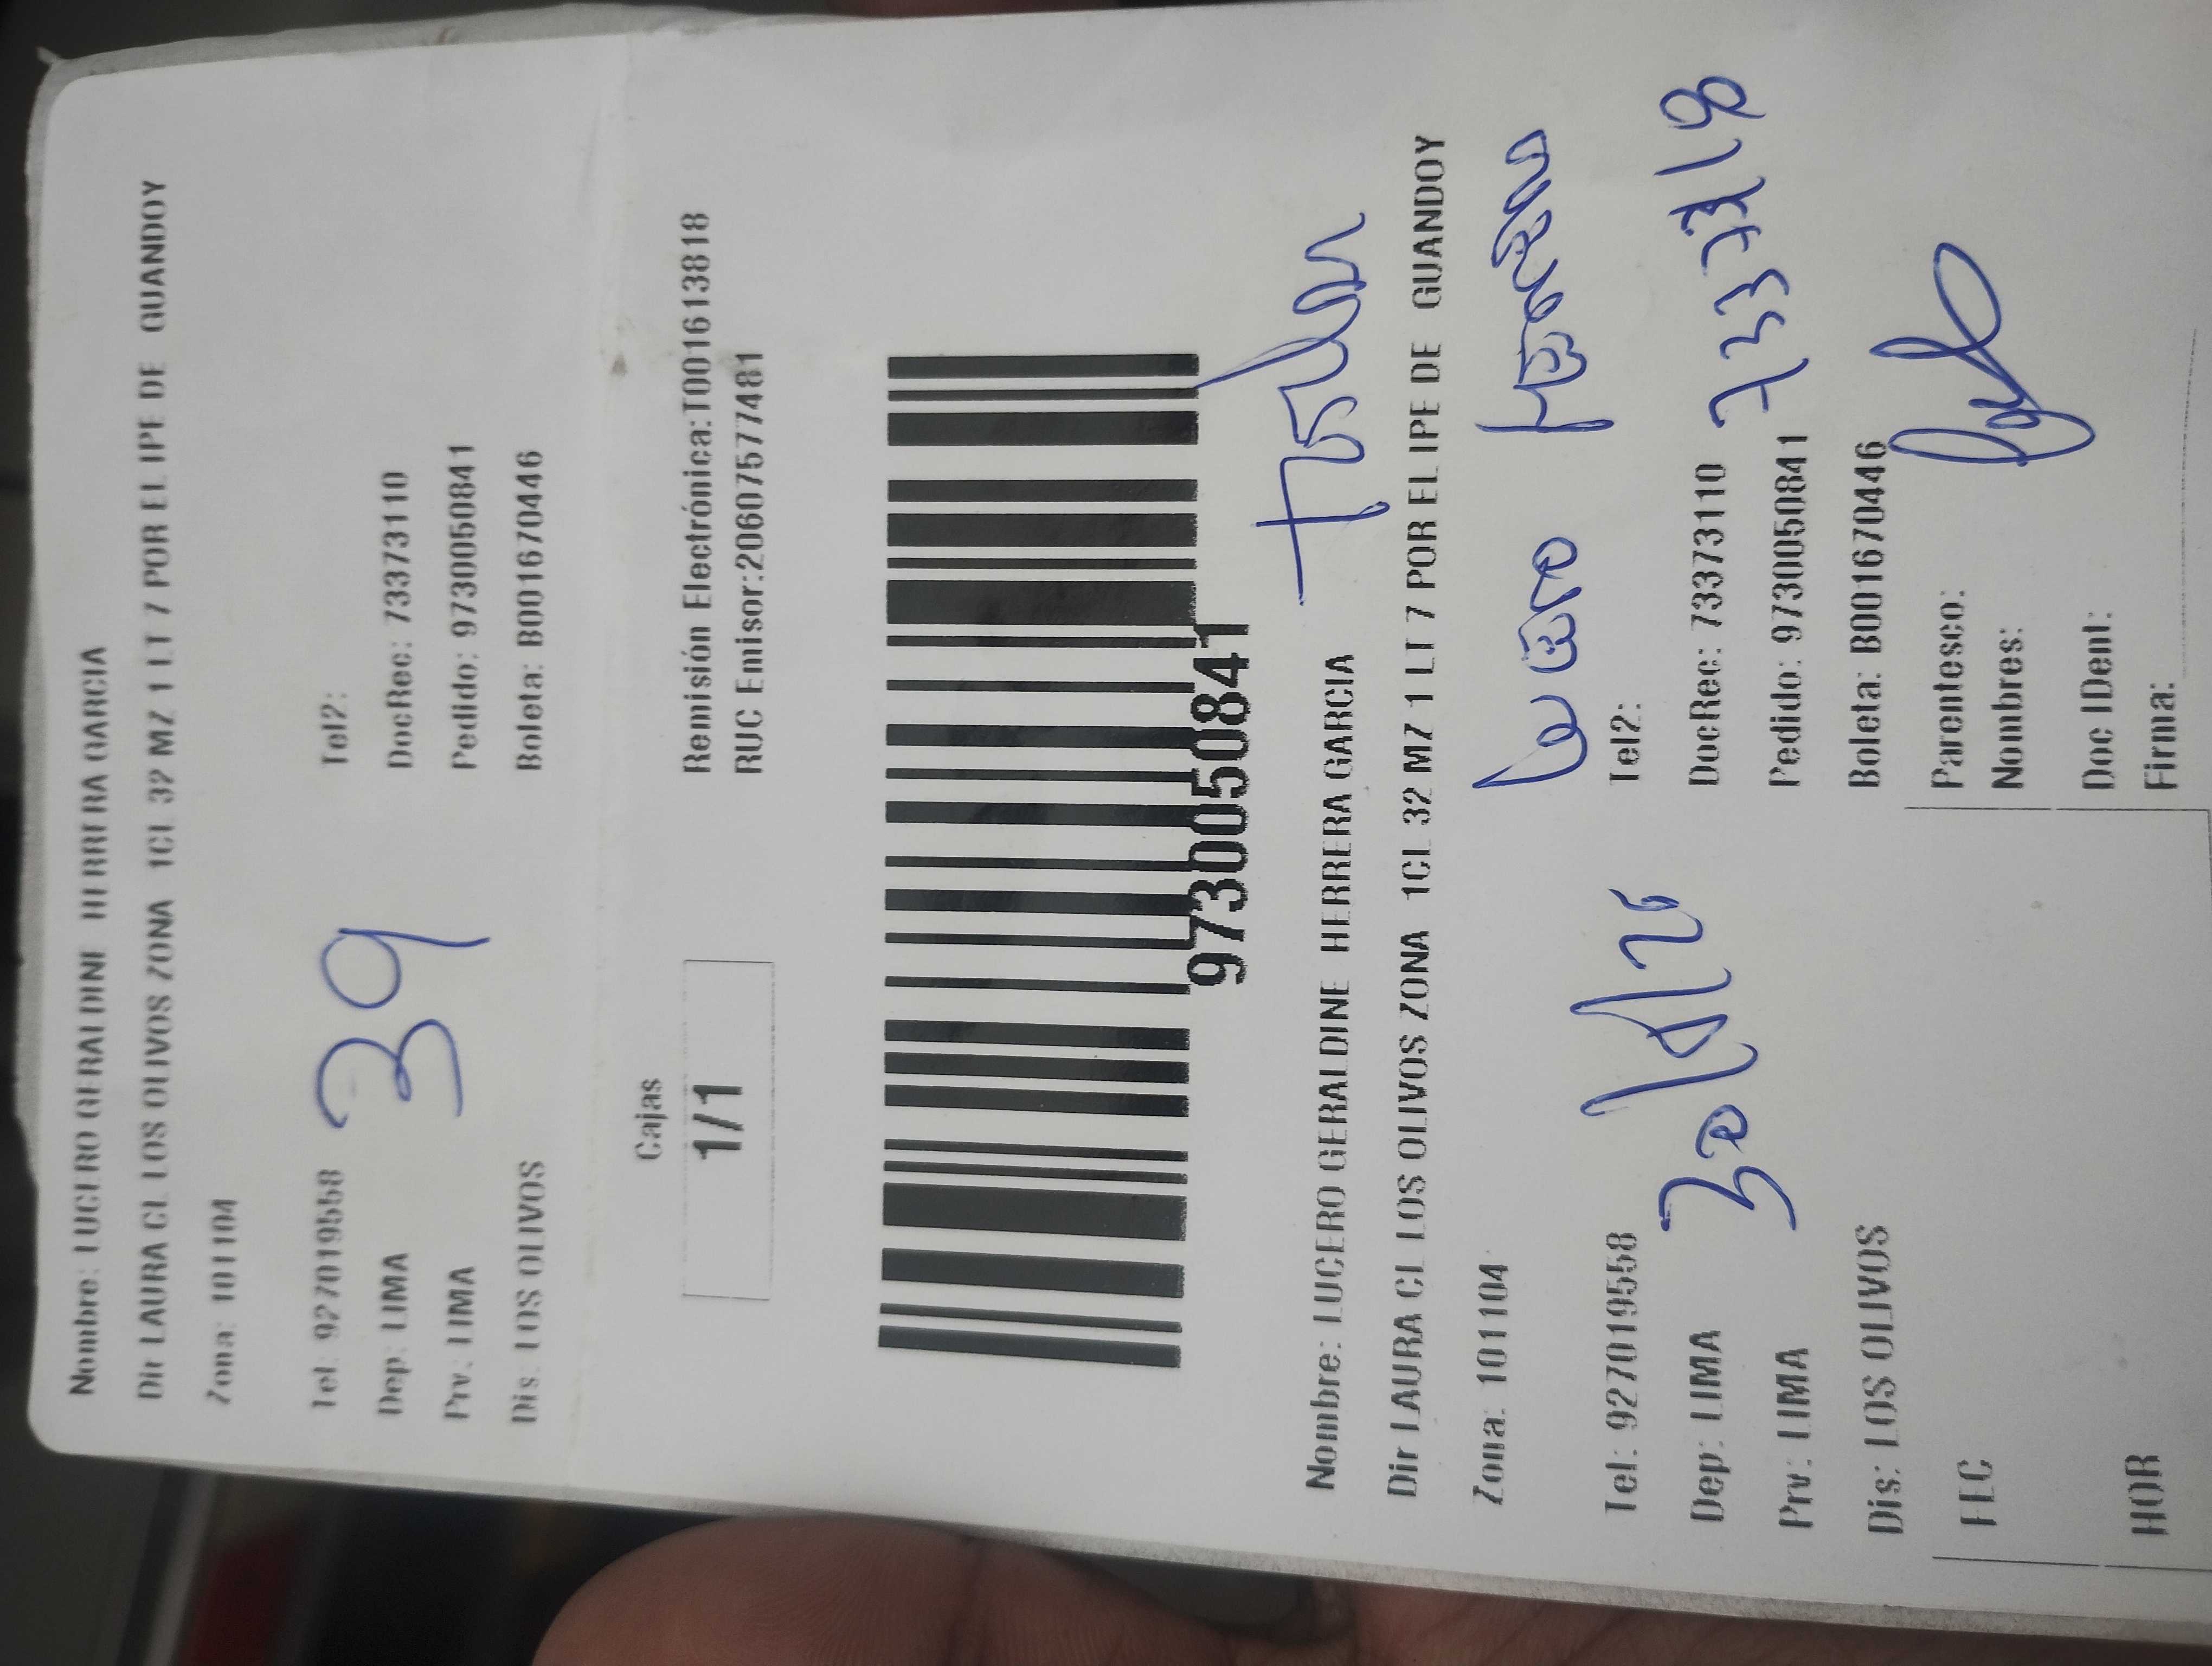 Nombre: LUCERO GERALDINE HERRERA GARCIA
Dir LAURA CL LOS OLIVOS ZONA 1CL 32 MZ 1 LT 7 POR EL IPE DE GUANDOY
Zona: 101104
Tel: 927019558 Tel2:
Dep: LIMA 39 DocRec: 73373110
Prv: LIMA Pedido: 9730050841
Dis: LOS OLIVOS Boleta: B001670446
Cajas
1/1
Remisión Electrónica:T001613818
RUC Emisor:20607577481
9730050841
Nombre: LUCERO GERALDINE HERRERA GARCIA
Dir LAURA CL LOS OLIVOS ZONA 1CL 32 MZ 1 LT 7 POR EL IPE DE GUANDOY
Zona: 101104
Tel: 927019558 Tel2:
Dep: LIMA DocRec: 73373110
Prv: LIMA Pedido: 9730050841
Dis: LOS OLIVOS Boleta: B001670446
FEC Parentesco:
Nombres:
HOR Doc IDent:
Firma: